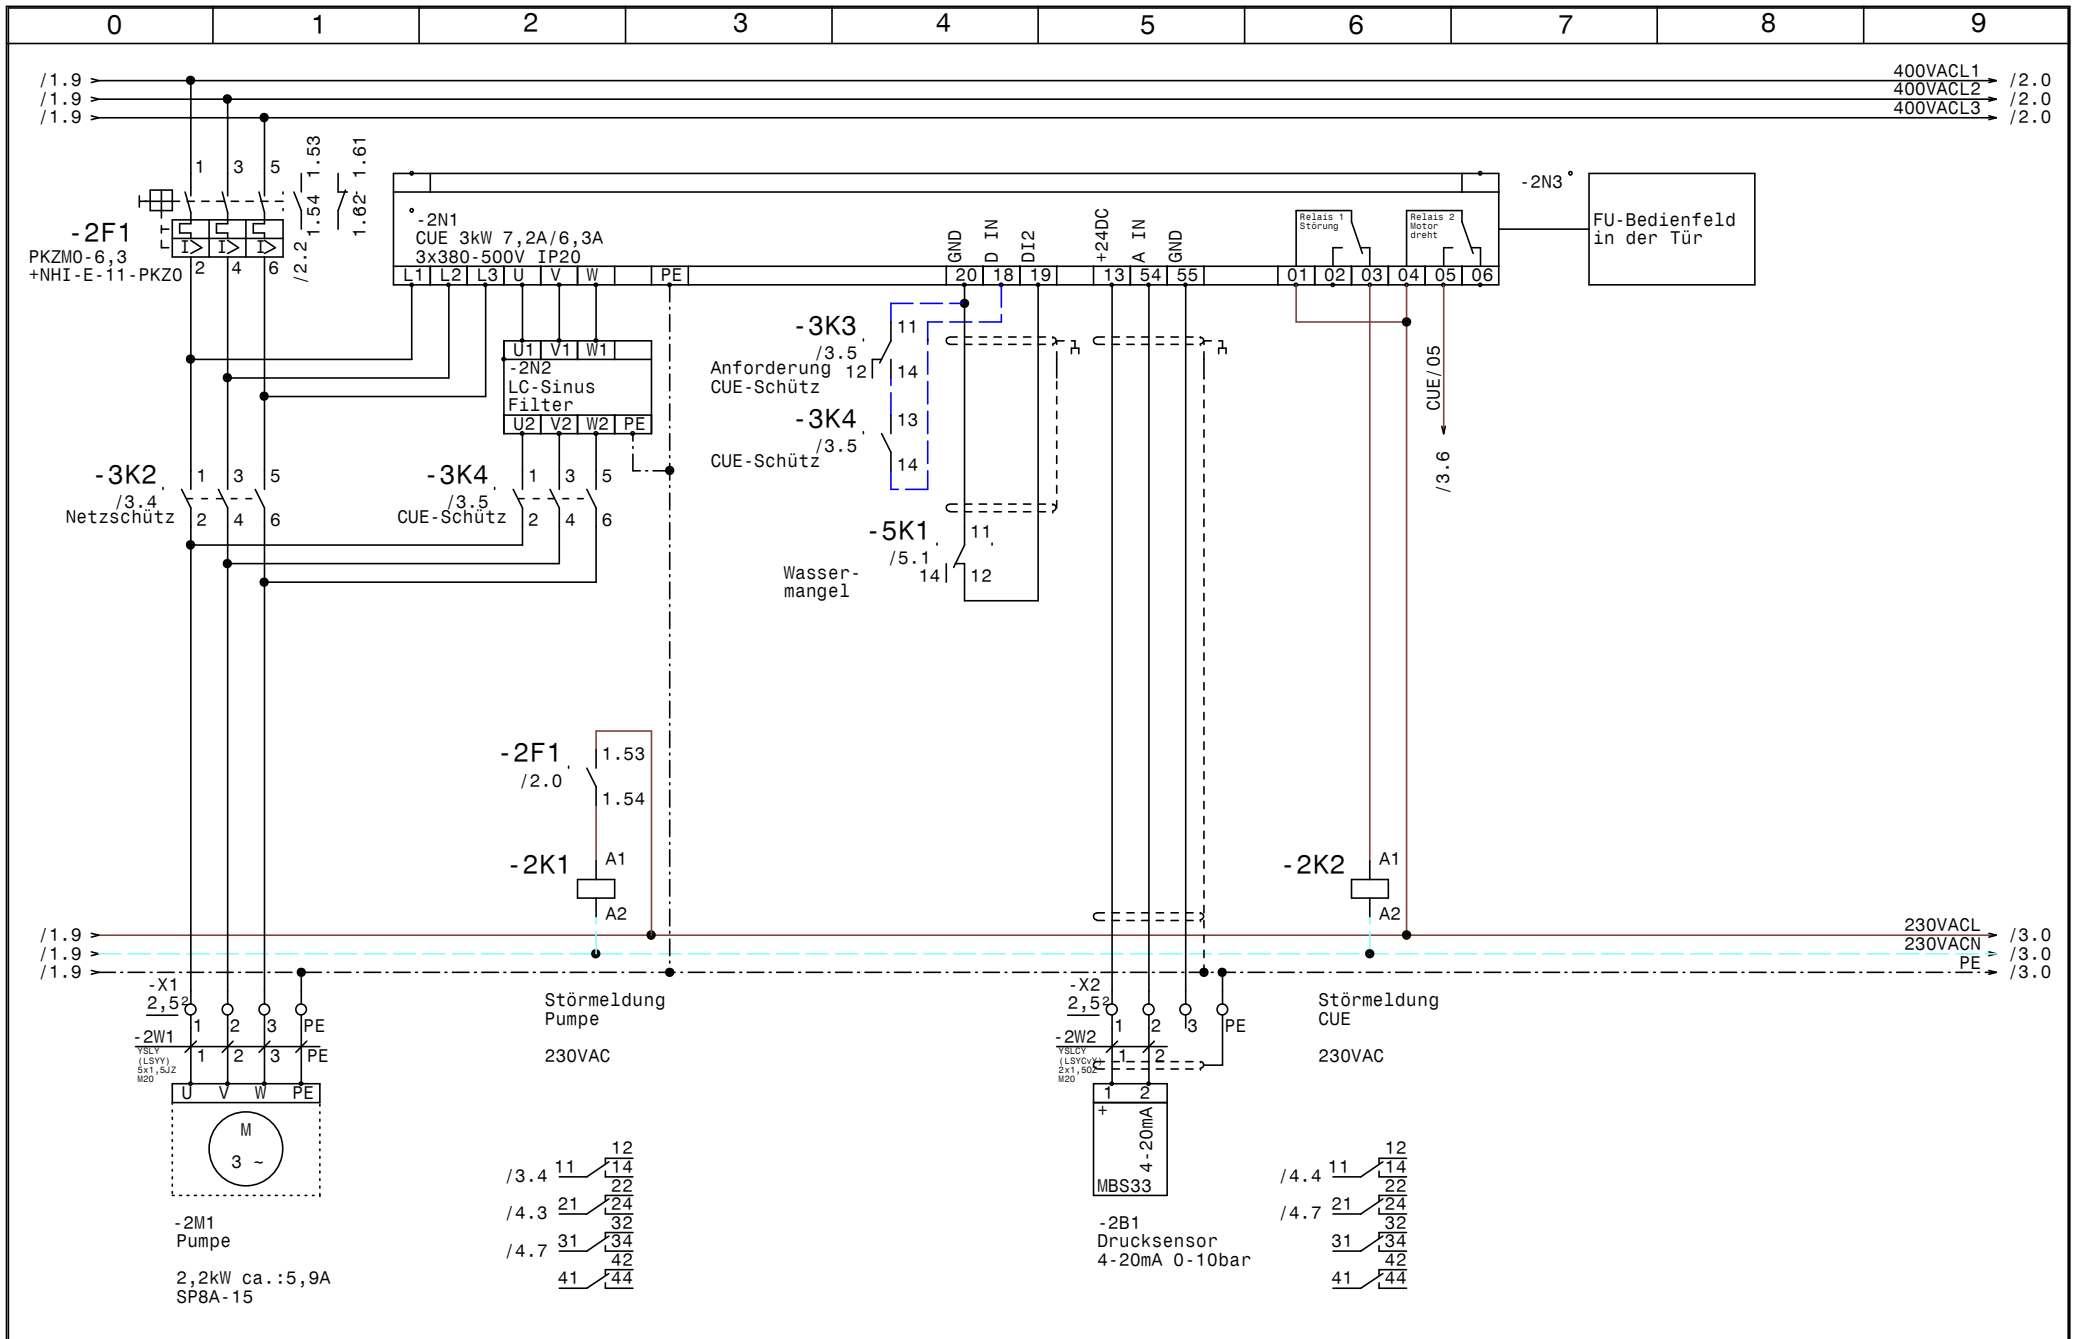 0 1 2 3 4 5 6 7 8 9
/1.9 400VACL1 /2.0
/1.9 400VACL2 /2.0
/1.9 400VACL3 /2.0
1 3 5
1.53
1.54
1.61
1.62
/2.2
-2F1
PKZM0-6,3
+NHI-E-11-PKZ0
I> I> I>
2 4 6
-2N1
CUE 3kW 7,2A/6,3A
3x380-500V IP20
L1 L2 L3 U V W PE
GND D IN DI2
20 18 19
+24DC A IN GND
13 54 55
Relais 1
Störung
Relais 2
Motor
dreht
01 02 03 04 05 06
-2N3
FU-Bedienfeld
in der Tür
U1 V1 W1
-2N2
LC-Sinus
Filter
U2 V2 W2 PE
-3K3
/3.5
Anforderung
CUE-Schütz
11
12 14
-3K4
/3.5
CUE-Schütz
13
14
CUE/05
/3.6
-3K2
/3.4
Netzschütz
1 3 5
2 4 6
-3K4
/3.5
CUE-Schütz
1 3 5
2 4 6
-5K1
/5.1
Wasser-
mangel
11
14 12
-2F1
/2.0
1.53
1.54
-2K1
A1
A2
-2K2
A1
A2
/1.9 230VACL /3.0
/1.9 230VACN /3.0
/1.9 PE /3.0
-X1
2,5²
1 2 3 PE
-2W1
YSLY
(LSYY)
5x1,5JZ
M20
1 2 3 PE
U V W PE
M
3 ~
-2M1
Pumpe
2,2kW ca.:5,9A
SP8A-15
Störmeldung
Pumpe
230VAC
12
/3.4 11 14
22
/4.3 21 24
32
/4.7 31 34
42
41 44
-X2
2,5²
1 2 3 PE
-2W2
YSLCY
(LSYCvY)
2x1,5OZ
M20
1 2
1 2
+
4-20mA
MBS33
-2B1
Drucksensor
4-20mA 0-10bar
Störmeldung
CUE
230VAC
12
/4.4 11 14
22
/4.7 21 24
32
31 34
42
41 44